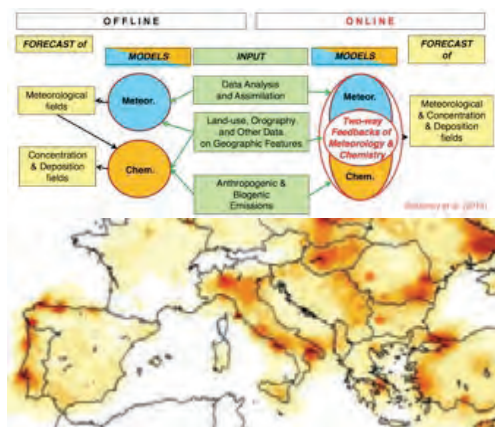 OFFLINE
ONLINE
FORECAST of
MODELS
INPUT
MODELS
FORECAST
of
Meteorological
fields
Concentration
& Deposition
fields
Meteor.
Chem.
Data Analysis
and Assimilation
Land-use, Orography
and Other Data
on Geographic Features
Anthropogenic &
Biogenic
Emissions
Meteor.
Two-way
Feedbacks of
Meteorology &
Chemistry
Chem.
Meteorological
& Concentration
& Deposition
fields
et al.